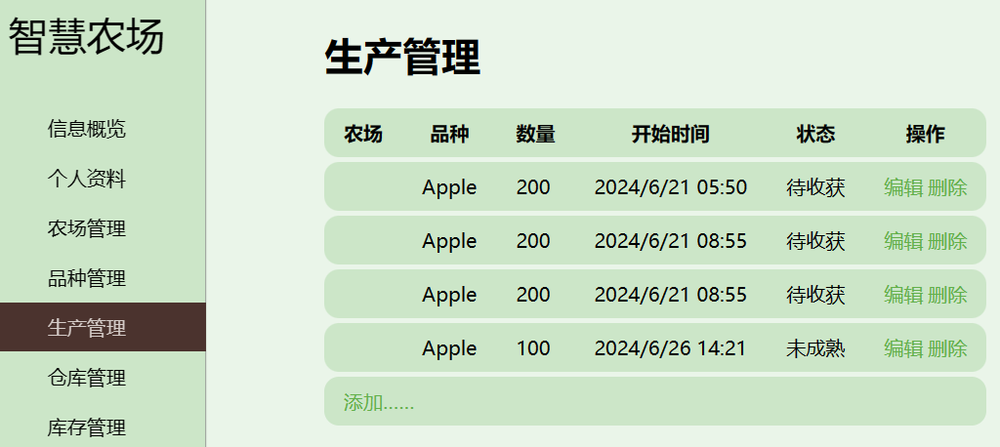 智慧农场
信息概览
个人资料
农场管理
品种管理
生产管理
仓库管理
库存管理
生产管理
农场 品种 数量 开始时间 状态 操作
Apple 200 2024/6/21 05:50 待收获 编辑 删除
Apple 200 2024/6/21 08:55 待收获 编辑 删除
Apple 200 2024/6/21 08:55 待收获 编辑 删除
Apple 100 2024/6/26 14:21 未成熟 编辑 删除
添加......